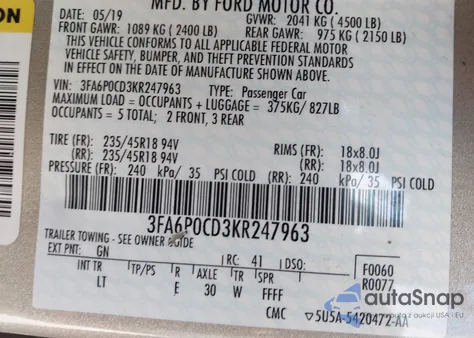 ON
MFD. BY FORD MOTOR CO.
DATE: 05/19 GVWR: 2041 KG (4500 LB)
FRONT GAWR: 1089 KG (2400 LB) REAR GAWR: 975 KG (2150 LB)
THIS VEHICLE CONFORMS TO ALL APPLICABLE FEDERAL MOTOR
VEHICLE SAFETY, BUMPER, AND THEFT PREVENTION STANDARDS
IN EFFECT ON THE DATE OF MANUFACTURE SHOWN ABOVE.
VIN: 3FA6P0CD3KR247963 TYPE: Passenger Car
MAXIMUM LOAD = OCCUPANTS + LUGGAGE = 375KG/ 827LB
OCCUPANTS = 5 TOTAL; 2 FRONT, 3 REAR
TIRE (FR): 235/45R18 94V RIMS (FR): 18x8.0J
(RR): 235/45R18 94V (RR): 18x8.0J
PRESSURE (FR): 240 kPa/ 35 PSI COLD (RR): 240 kPa/ 35 PSI COLD
3FA6P0CD3KR247963
TRAILER TOWING - SEE OWNER GUIDE
EXT PNT: GN RC: 41 DSO: F0060
R0077
INT TR TP/PS R AXLE TR SPR
LT E 30 W FFFF
CMC ▽5U5A-5420472-AA
autaSnap
auta z aukcji USA i EU